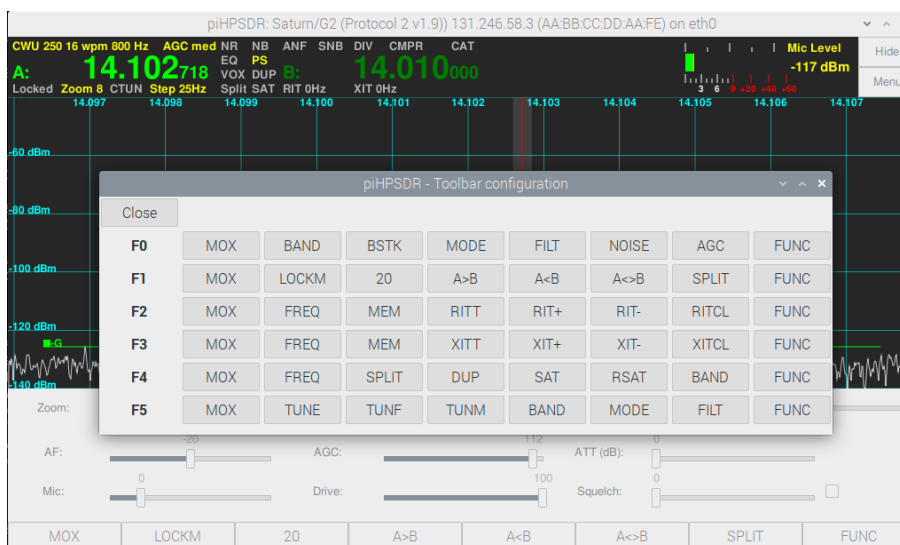 piHPSDR: Saturn/G2 (Protocol 2 v1.9)) 131.246.58.3 (AA:BB:CC:DD:AA:FE) on eth0
CWU 250 16 wpm 800 Hz AGC med NR NB ANF SNB DIV CMPR CAT
EQ PS
A: 14.102718 VOX DUP B: 14.010000
Locked Zoom 8 CTUN Step 25Hz Split SAT RIT 0Hz XIT 0Hz
Mic Level
-117 dBm
3 6 9 +20 +40 +60
Hide
Menu
14.097 14.098 14.099 14.100 14.101 14.102 14.103 14.104 14.105 14.106 14.107
-60 dBm
-80 dBm
-100 dBm
-120 dBm
-G
-140 dBm
piHPSDR - Toolbar configuration
Close
F0 MOX BAND BSTK MODE FILT NOISE AGC FUNC
F1 MOX LOCKM 20 A>B A<B A<>B SPLIT FUNC
F2 MOX FREQ MEM RITT RIT+ RIT- RITCL FUNC
F3 MOX FREQ MEM XITT XIT+ XIT- XITCL FUNC
F4 MOX FREQ SPLIT DUP SAT RSAT BAND FUNC
F5 MOX TUNE TUNF TUNM BAND MODE FILT FUNC
Zoom:
-20 112 0
AF: AGC: ATT (dB):
0 100 0
Mic: Drive: Squelch:
MOX LOCKM 20 A>B A<B A<>B SPLIT FUNC